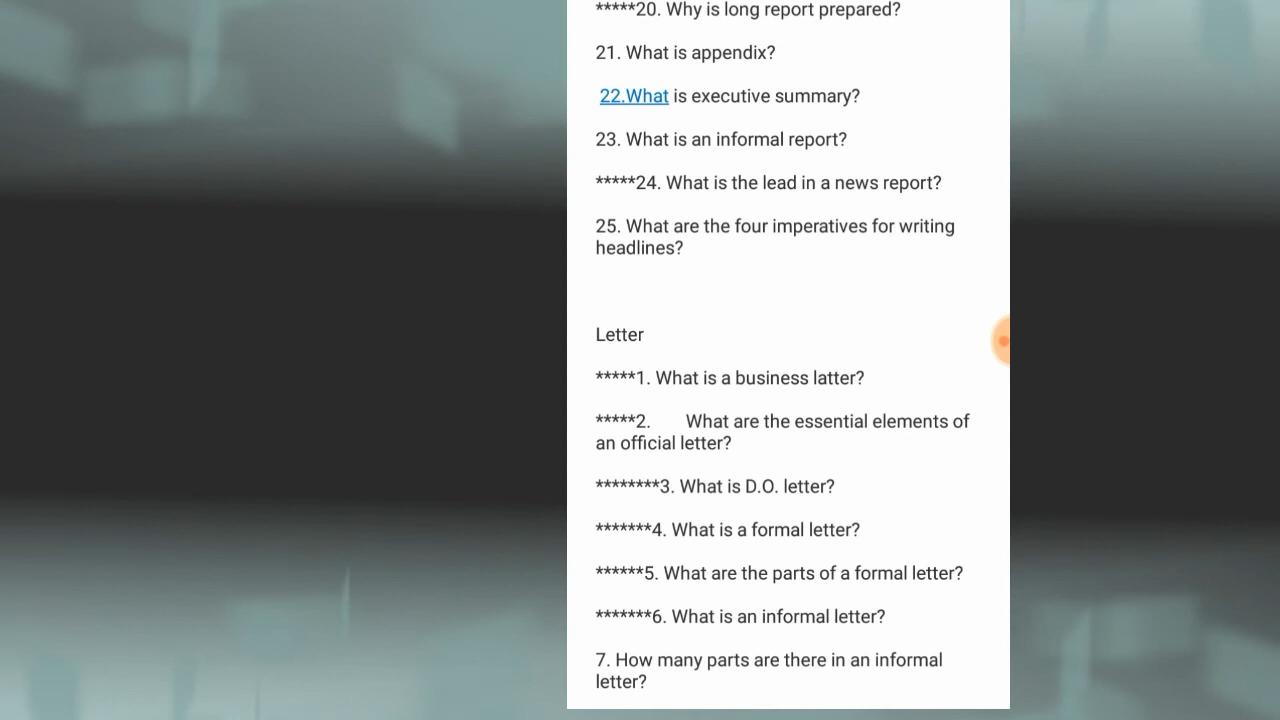 *****20. Why is long report prepared?
21. What is appendix?
22.What is executive summary?
23. What is an informal report?
*****24. What is the lead in a news report?
25. What are the four imperatives for writing
headlines?
Letter
*****1. What is a business latter?
*****2. What are the essential elements of
an official letter?
********3. What is D.O. letter?
*******4. What is a formal letter?
******5. What are the parts of a formal letter?
*******6. What is an informal letter?
7. How many parts are there in an informal
letter?